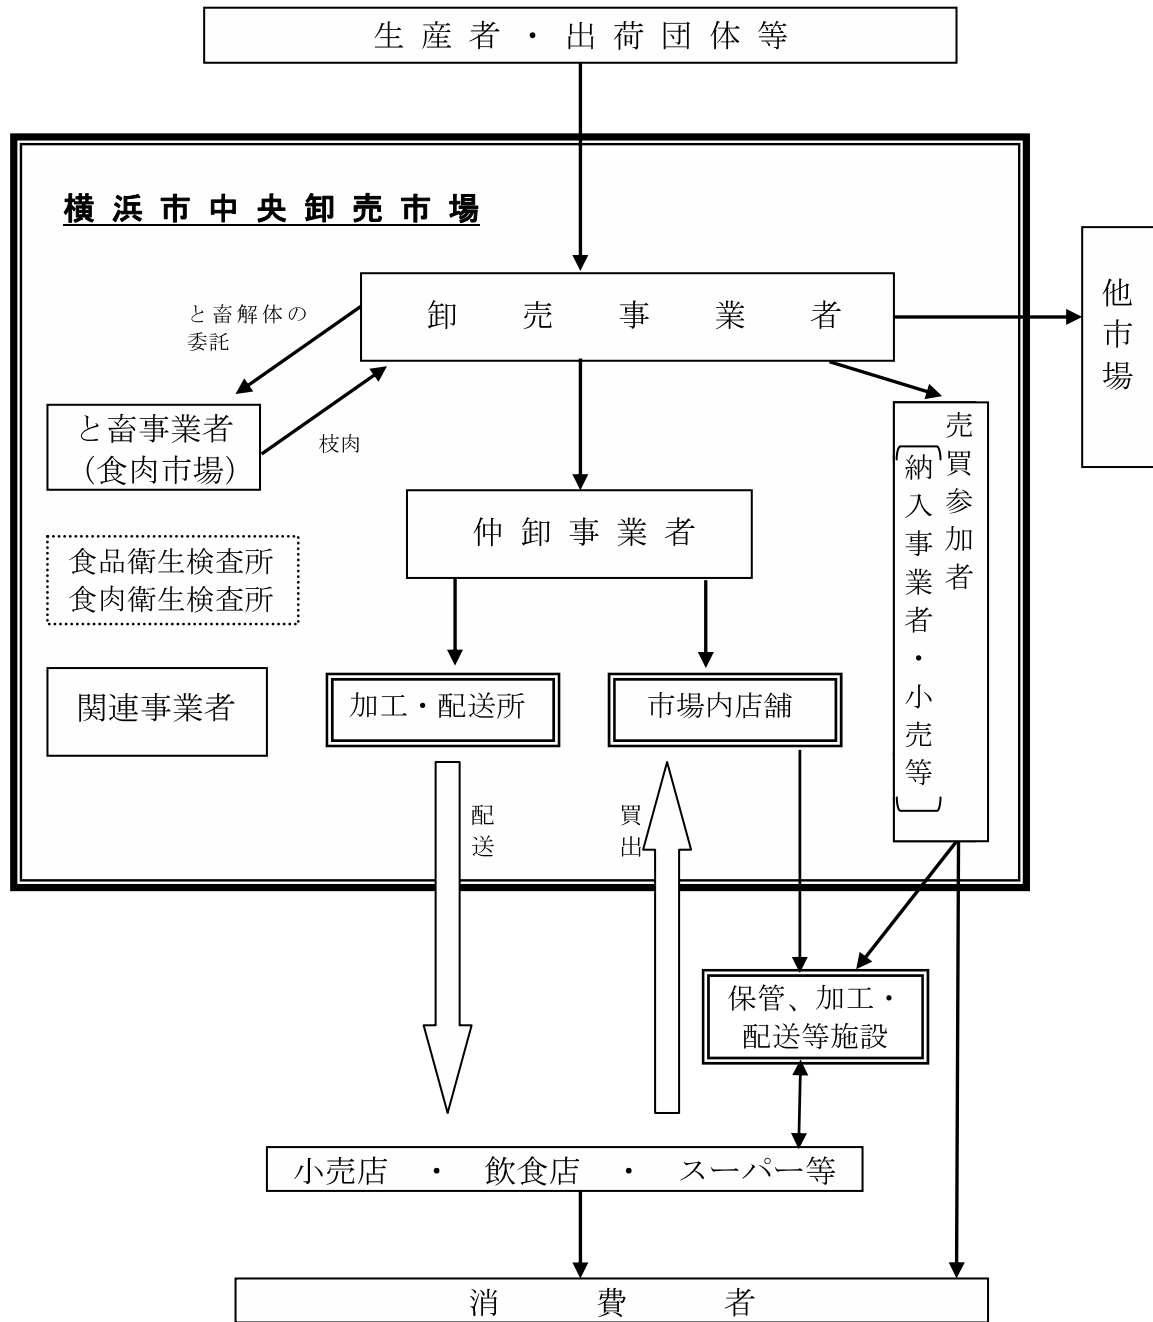 生産者・出荷団体等
横浜市中央卸売市場
卸売事業者
他市場
と畜解体の
委託
と畜事業者
（食肉市場）
枝肉
売買参加者
（納入事業者・小売等）
仲卸事業者
食品衛生検査所
食肉衛生検査所
関連事業者
加工・配送所
市場内店舗
配送
買出
保管、加工・
配送等施設
小売店・飲食店・スーパー等
消費者